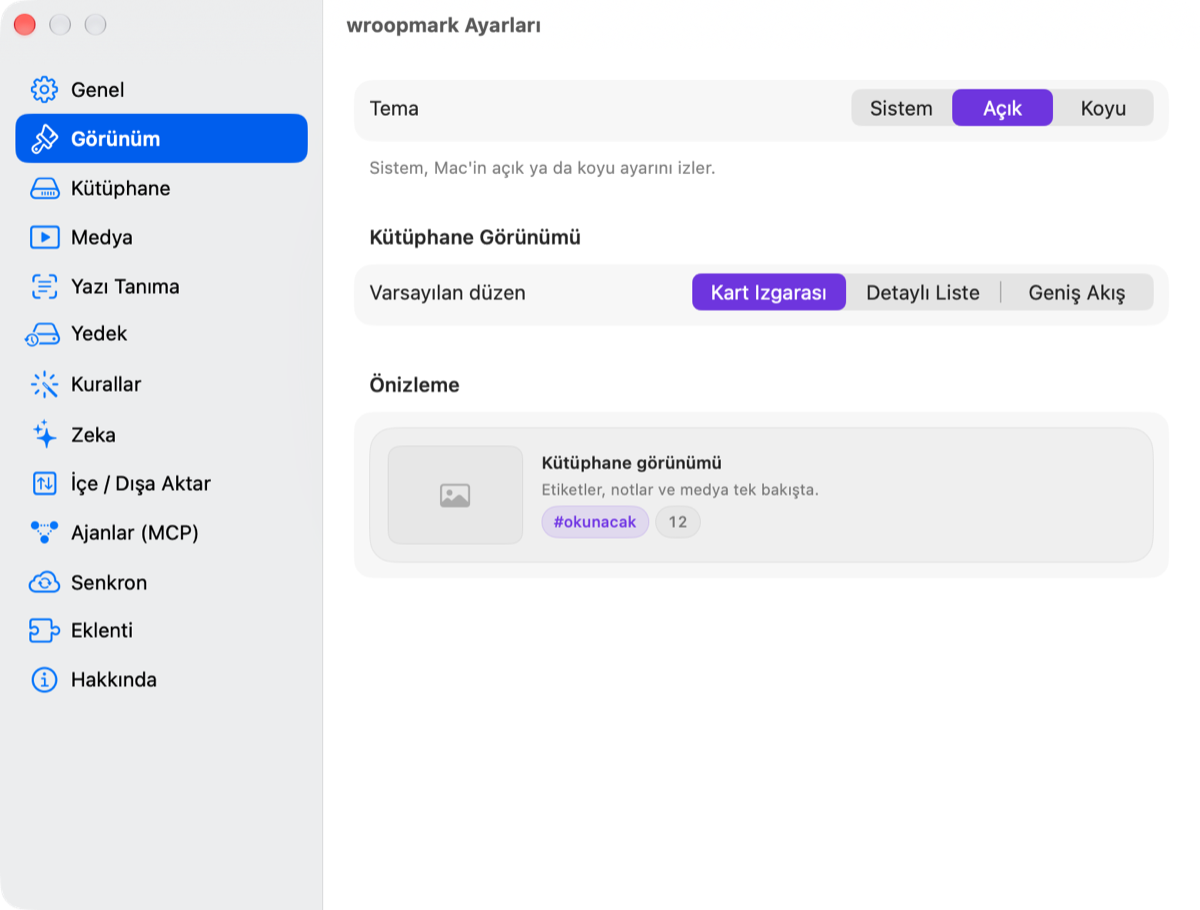 wroopmark Ayarları
Genel
Görünüm
Kütüphane
Medya
Yazı Tanıma
Yedek
Kurallar
Zeka
İçe / Dışa Aktar
Ajanlar (MCP)
Senkron
Eklenti
Hakkında
Tema
Sistem Açık Koyu
Sistem, Mac'in açık ya da koyu ayarını izler.
Kütüphane Görünümü
Varsayılan düzen
Kart Izgarası Detaylı Liste Geniş Akış
Önizleme
Kütüphane görünümü
Etiketler, notlar ve medya tek bakışta.
#okunacak 12